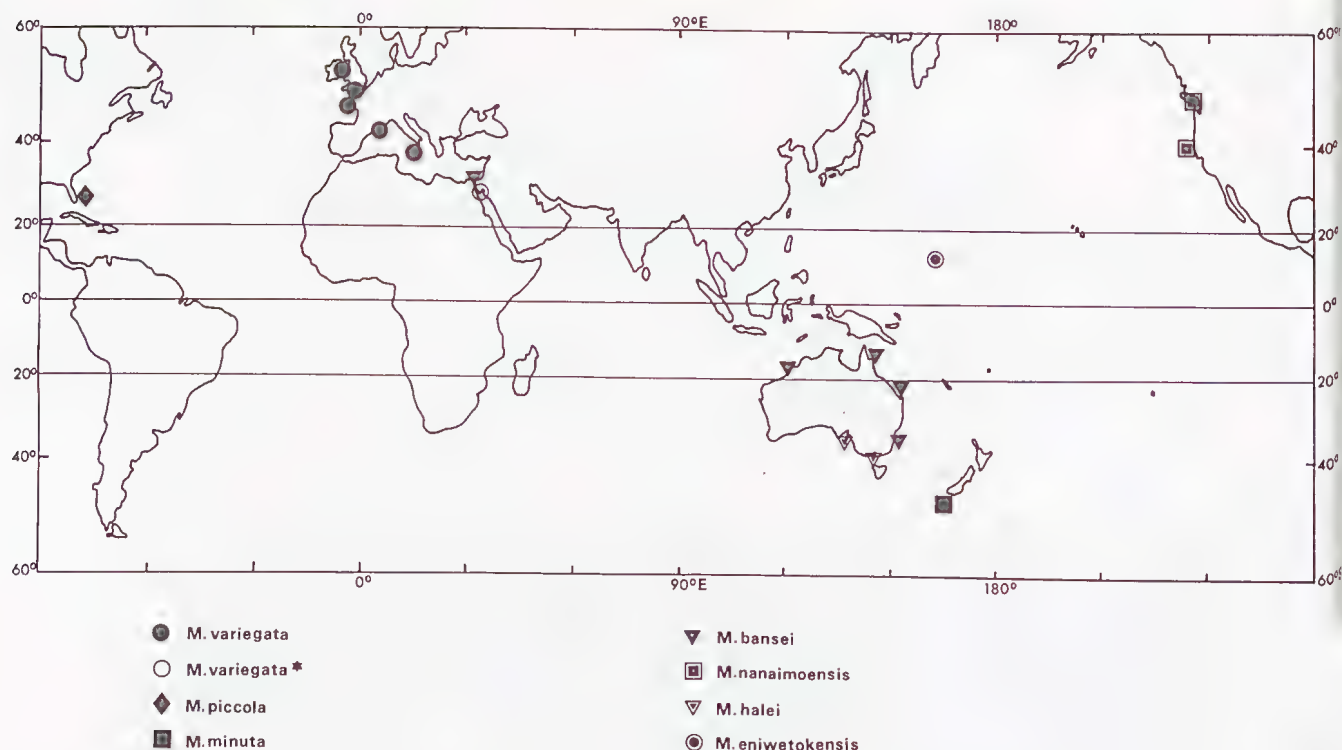 0° 90°E 180°
60° 60°
40° 40°
20° 20°
0° 0°
20° 20°
40° 40°
60° 60°
0° 90°E 180°
M. variegata
M. variegata*
M. piccola
M. minuta
M. bansei
M. nanaimoensis
M. halei
M. eniwetokensis